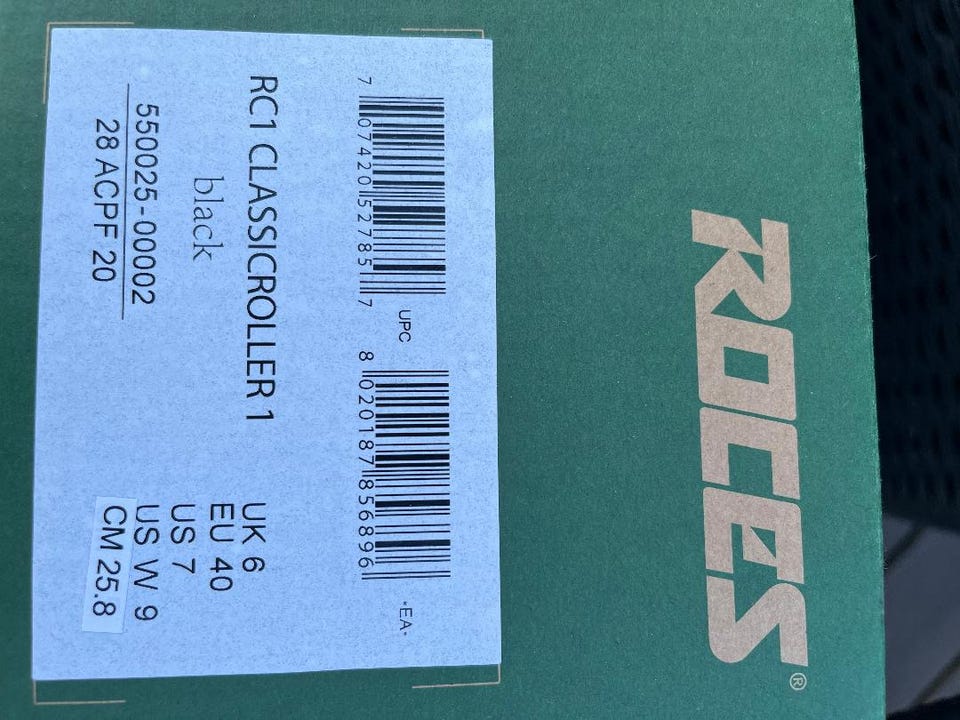 ROCES®
7 07420 52785 7
UPC
8 020187 856896
-EA-
RC1 CLASSICROLLER 1
black
550025-00002
28 ACPF 20
UK 6
EU 40
US 7
US W 9
CM 25.8